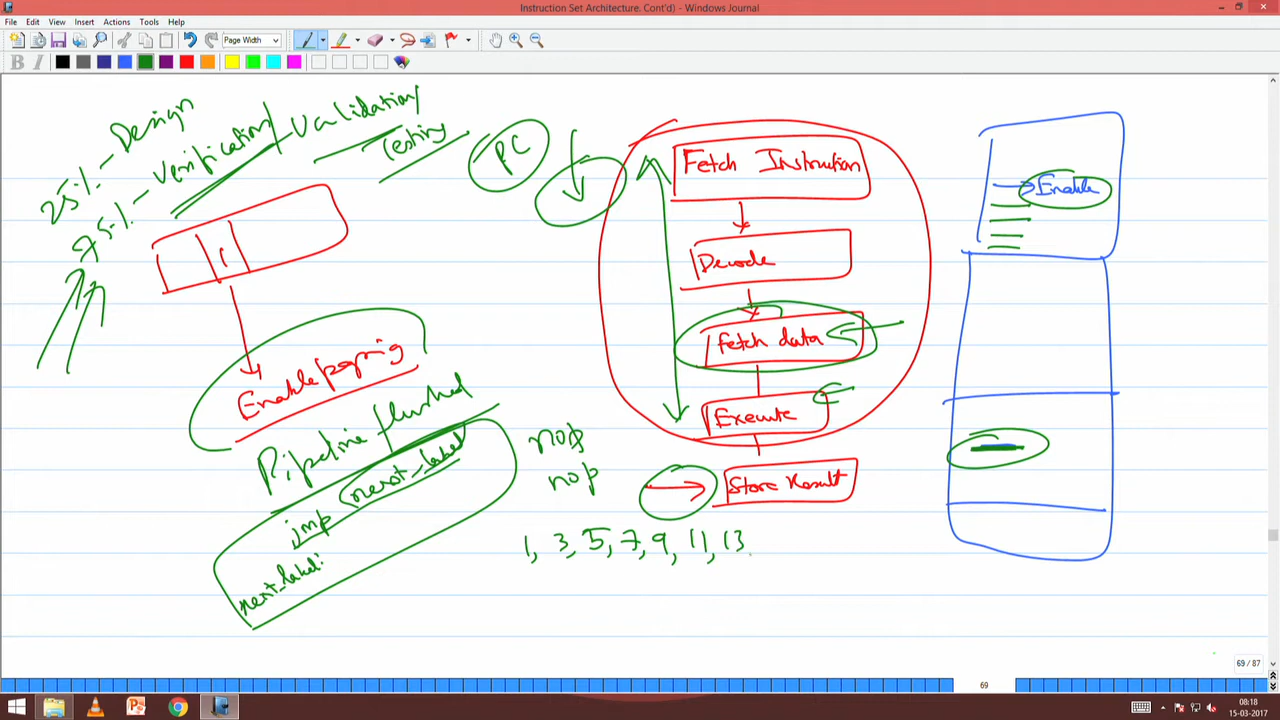 Instruction Set Architecture. Cont'd) - Windows Journal
File Edit View Insert Actions Tools Help
Page Width
B I
25% - Design
75% - Verification/Validation/
Testing
PC
1
Enable paging
Pipeline flushed
jmp next_label
next_label:
nop
nop
1, 3, 5, 7, 9, 11, 13,
Fetch Instruction
Decode
Fetch data
Execute
Store Result
Enable
69 / 87
69
08:18
15-03-2017